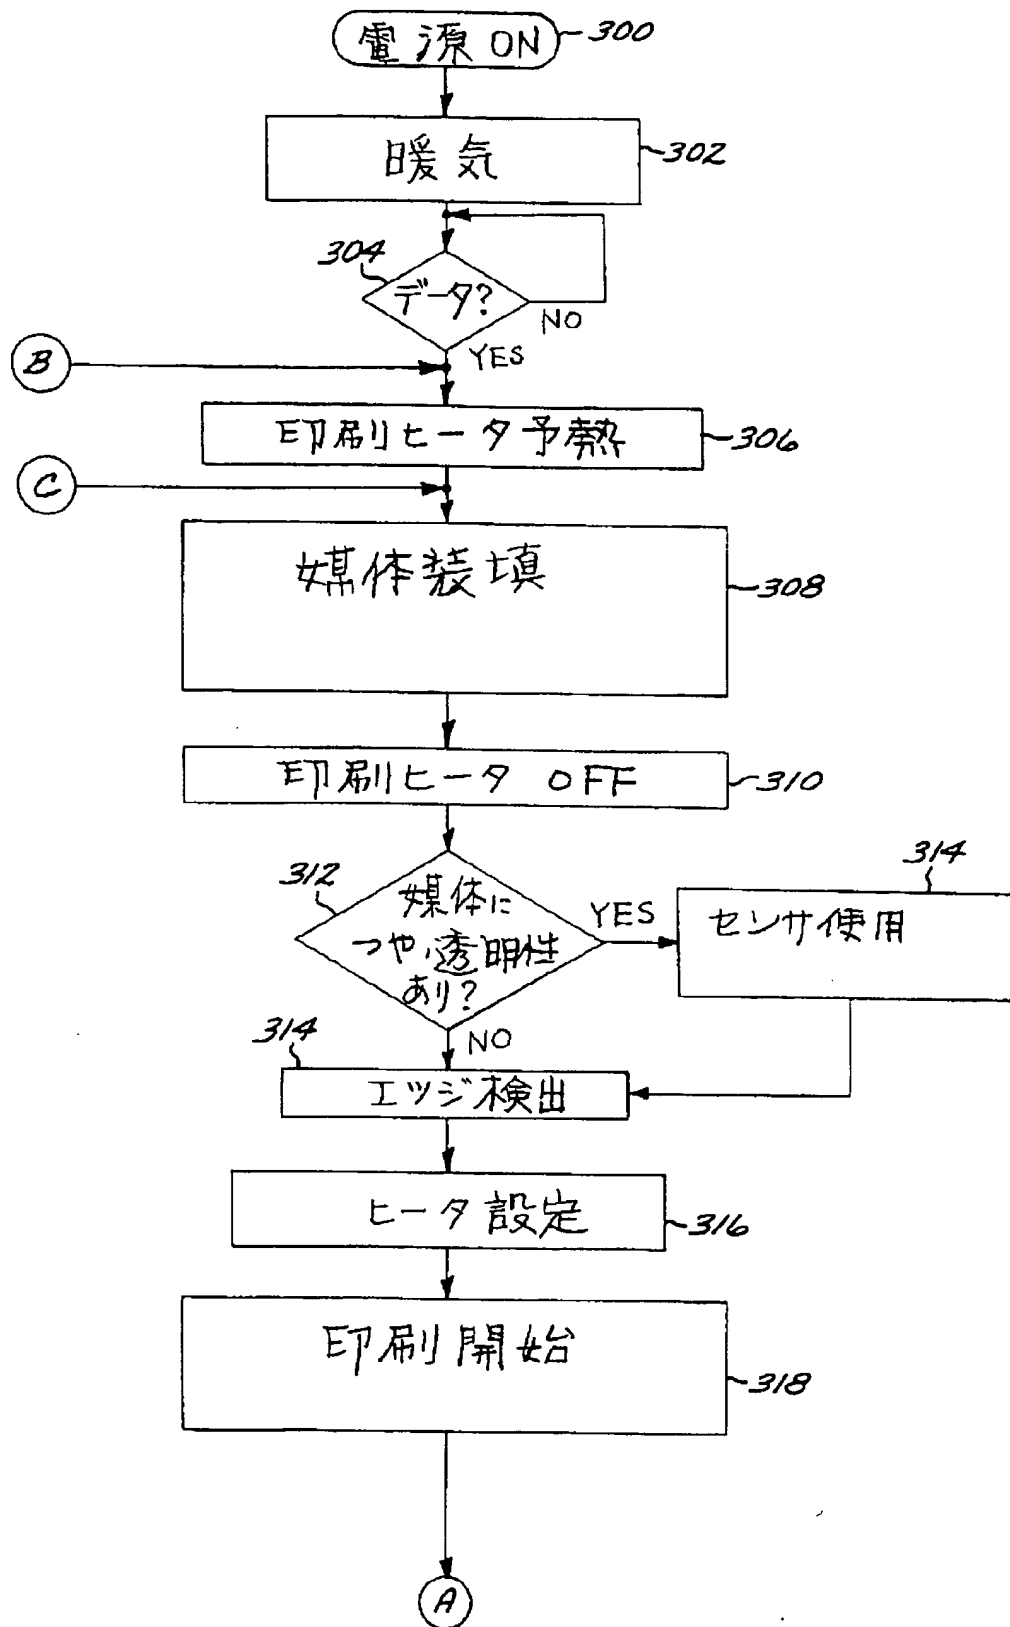 電源 ON
300
暖気
302
304
データ?
NO
YES
B
印刷ヒータ予熱
306
C
媒体装填
308
印刷ヒータ OFF
310
312
媒体に
つや、透明性
あり?
YES
314
センサ使用
NO
314
エッジ検出
ヒータ設定
316
印刷開始
318
A